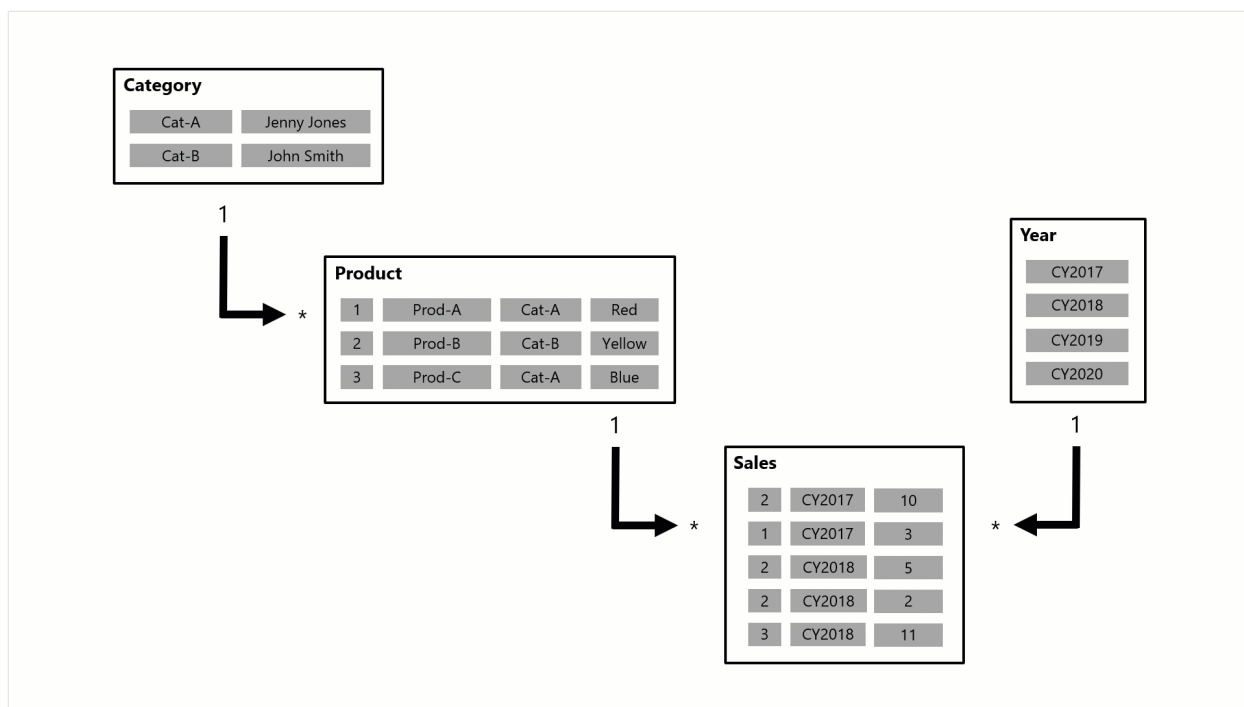 Category
Cat-A Jenny Jones
Cat-B John Smith
1
*
Product
1 Prod-A Cat-A Red
2 Prod-B Cat-B Yellow
3 Prod-C Cat-A Blue
1
*
Year
CY2017
CY2018
CY2019
CY2020
1
*
Sales
2 CY2017 10
1 CY2017 3
2 CY2018 5
2 CY2018 2
3 CY2018 11